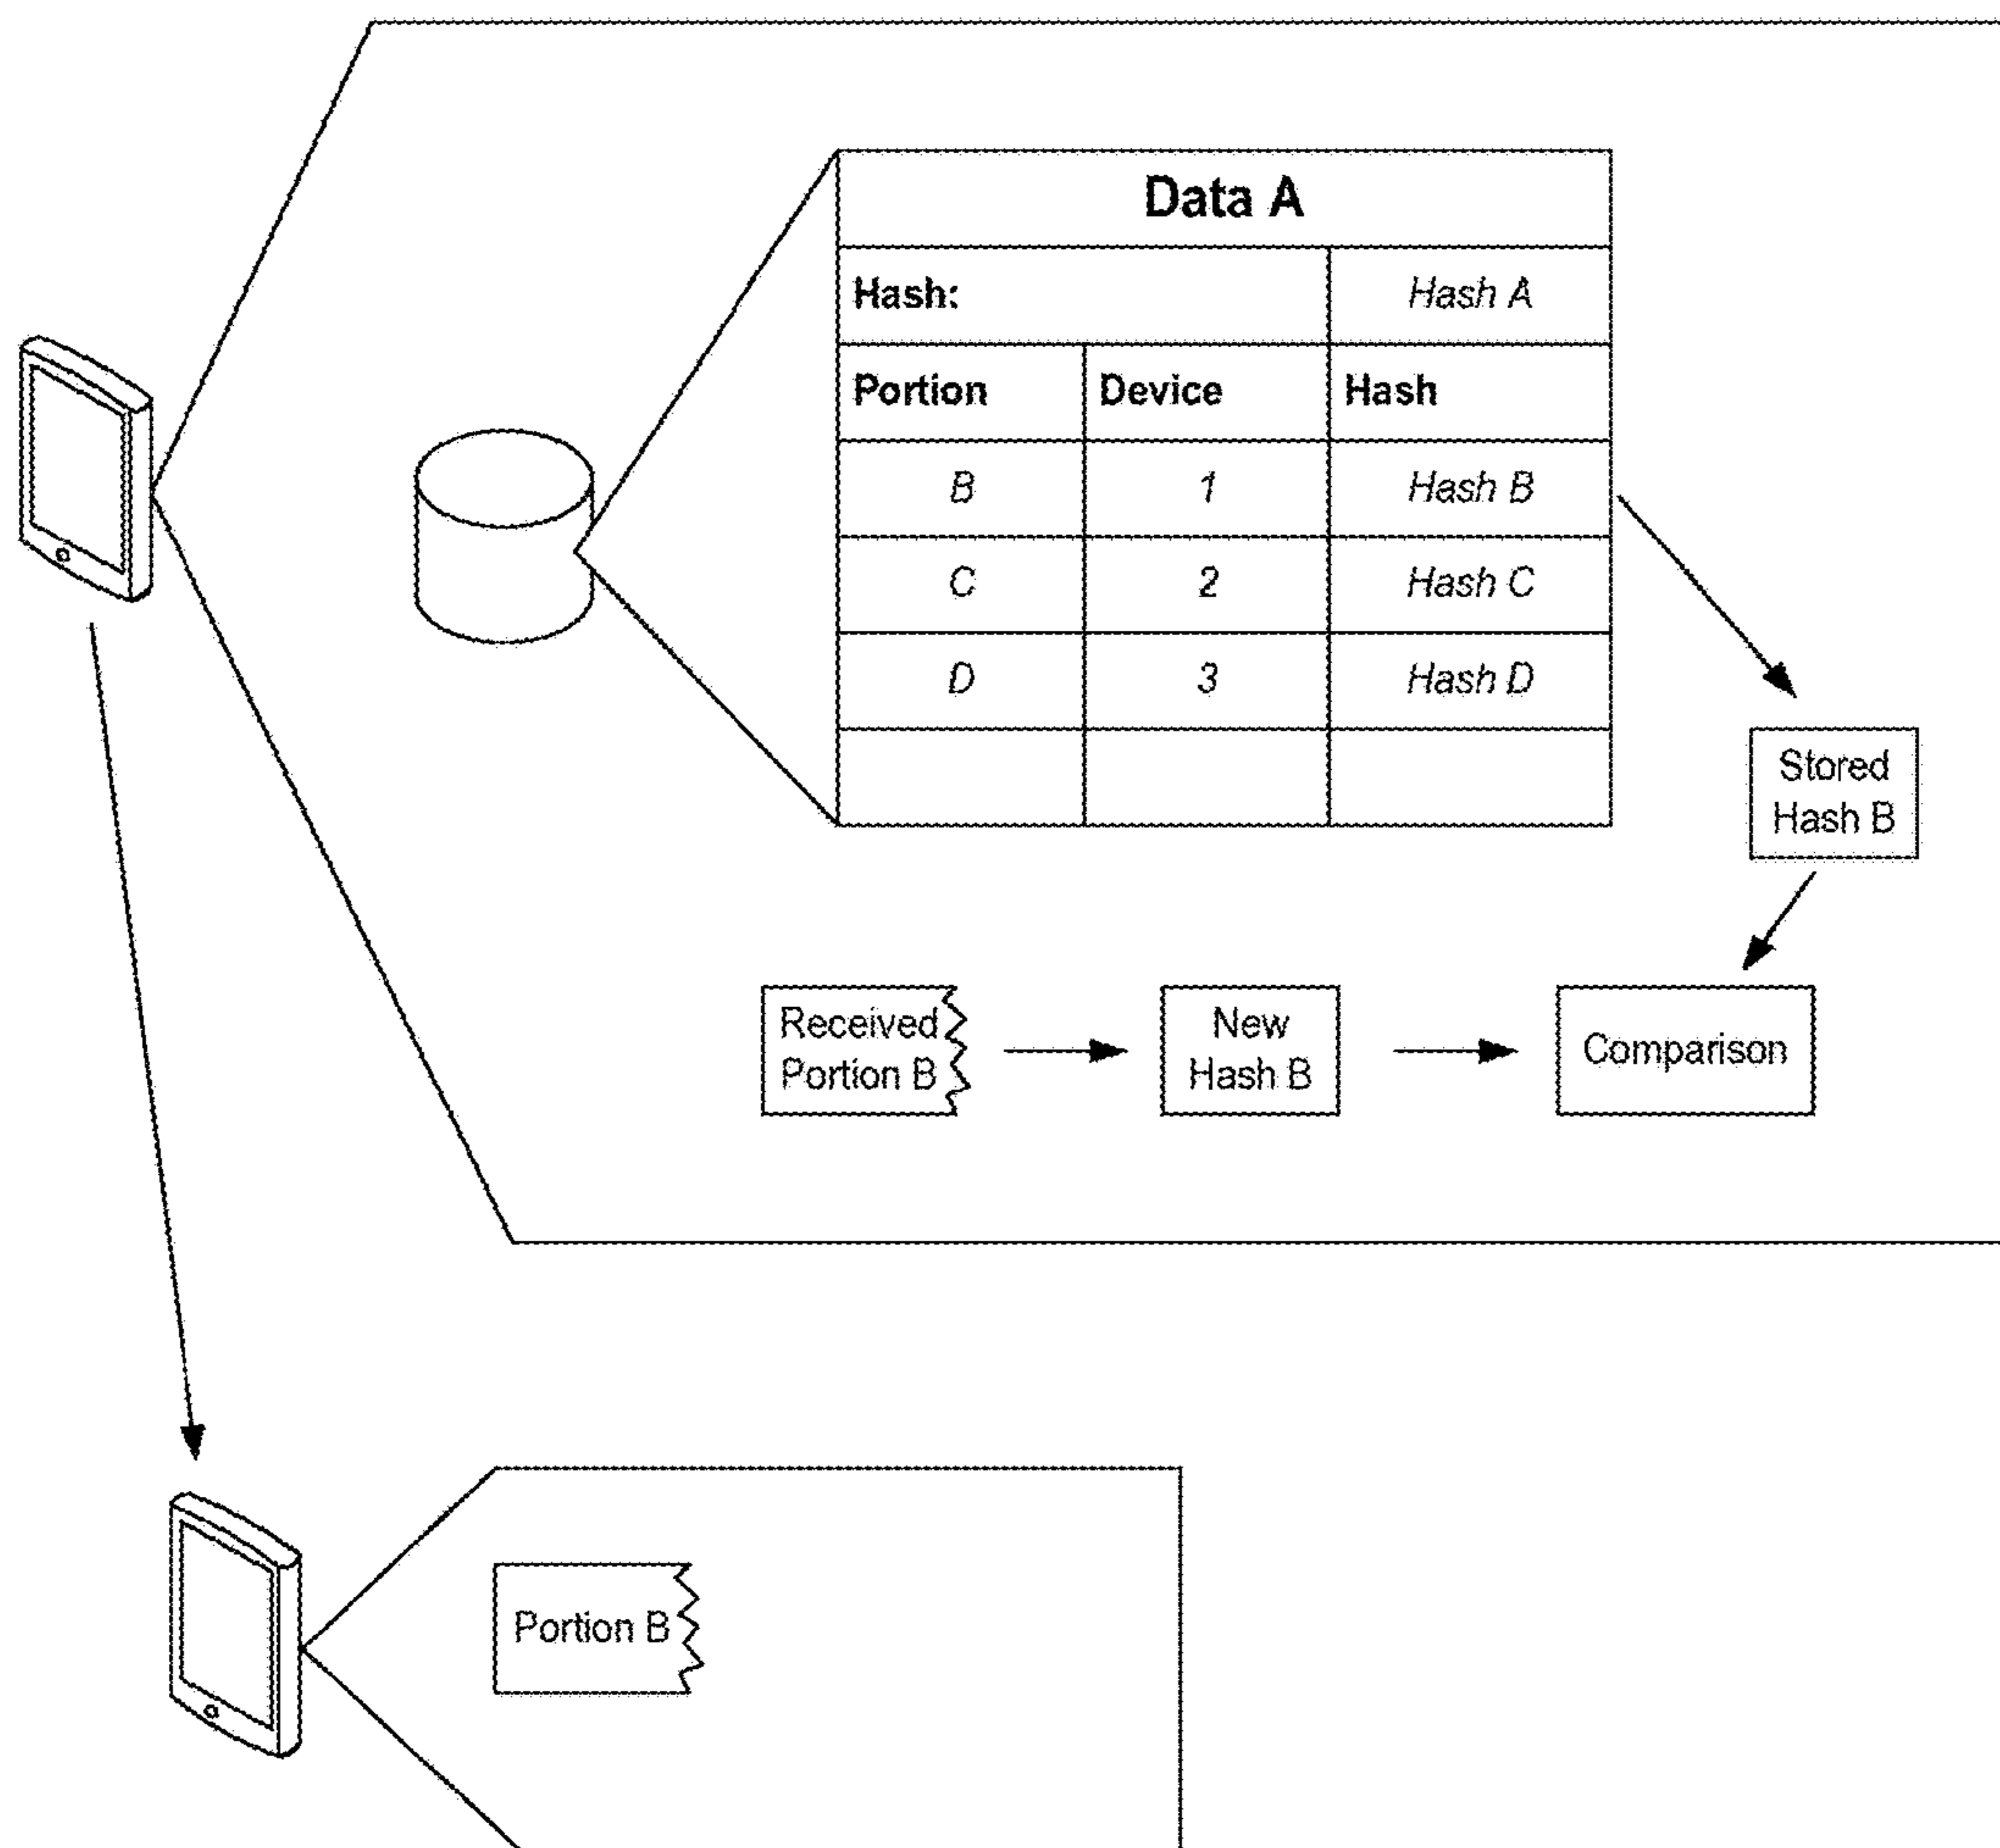 Data A
Hash: Hash A
Portion Device Hash
B 1 Hash B
C 2 Hash C
D 3 Hash D
Stored
Hash B
Received
Portion B
New
Hash B
Comparison
Portion B